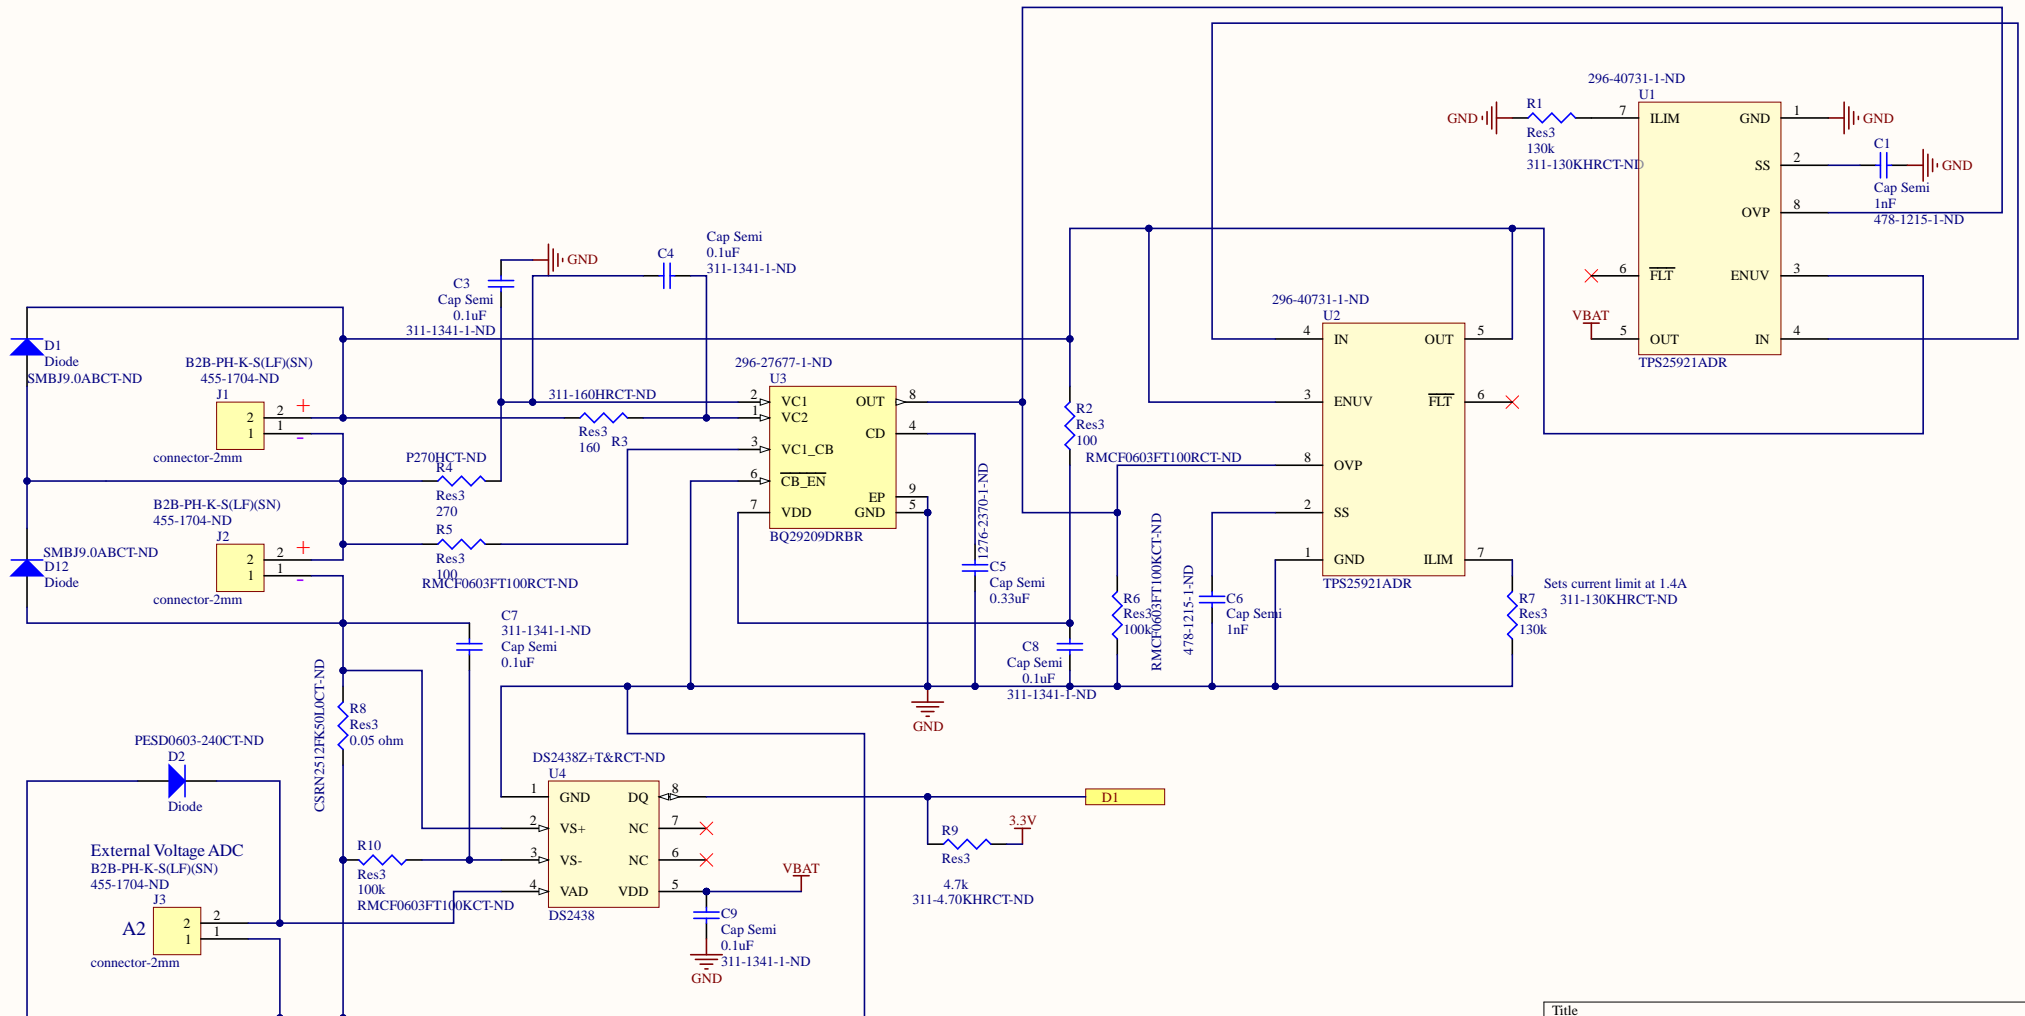 296-40731-1-ND
U1
GND
R1
Res3
130k
311-130KHRCT-ND
7
ILIM
GND
1
GND
SS
2
C1
GND
Cap Semi
1nF
478-1215-1-ND
OVP
8
6
FLT
ENUV
3
VBAT
5
OUT
IN
4
TPS25921ADR
GND
C4
Cap Semi
0.1uF
311-1341-1-ND
C3
Cap Semi
0.1uF
311-1341-1-ND
296-40731-1-ND
U2
4
IN
OUT
5
3
ENUV
FLT
6
8
OVP
2
SS
1
GND
ILIM
7
TPS25921ADR
Sets current limit at 1.4A
311-130KHRCT-ND
R7
Res3
130k
D1
Diode
SMBJ9.0ABCT-ND
B2B-PH-K-S(LF)(SN)
455-1704-ND
J1
2
1
2
1
+
-
connector-2mm
296-27677-1-ND
U3
2
VC1
OUT
8
1
VC2
CD
4
3
VC1_CB
6
CB_EN
EP
9
7
VDD
GND
5
BQ29209DRBR
311-160HRCT-ND
Res3
160
R3
R2
Res3
100
RMCF0603FT100RCT-ND
P270HCT-ND
R4
Res3
270
B2B-PH-K-S(LF)(SN)
455-1704-ND
J2
2
1
2
1
+
-
connector-2mm
R5
Res3
100
RMCF0603FT100RCT-ND
SMBJ9.0ABCT-ND
D12
Diode
1276-2370-1-ND
C5
Cap Semi
0.33uF
R6
Res3
100k
RMCF0603FT100KCT-ND
478-1215-1-ND
C6
Cap Semi
1nF
C7
311-1341-1-ND
Cap Semi
0.1uF
C8
Cap Semi
0.1uF
311-1341-1-ND
GND
CSRN2512FK50L0CT-ND
R8
Res3
0.05 ohm
PESD0603-240CT-ND
D2
Diode
DS2438Z+T&RCT-ND
U4
1
GND
DQ
8
2
VS+
NC
7
3
VS-
NC
6
4
VAD
VDD
5
DS2438
D1
R9
Res3
4.7k
311-4.70KHRCT-ND
3.3V
VBAT
R10
Res3
100k
RMCF0603FT100KCT-ND
External Voltage ADC
B2B-PH-K-S(LF)(SN)
455-1704-ND
J3
A2
2
1
2
1
connector-2mm
C9
Cap Semi
0.1uF
311-1341-1-ND
GND
Title